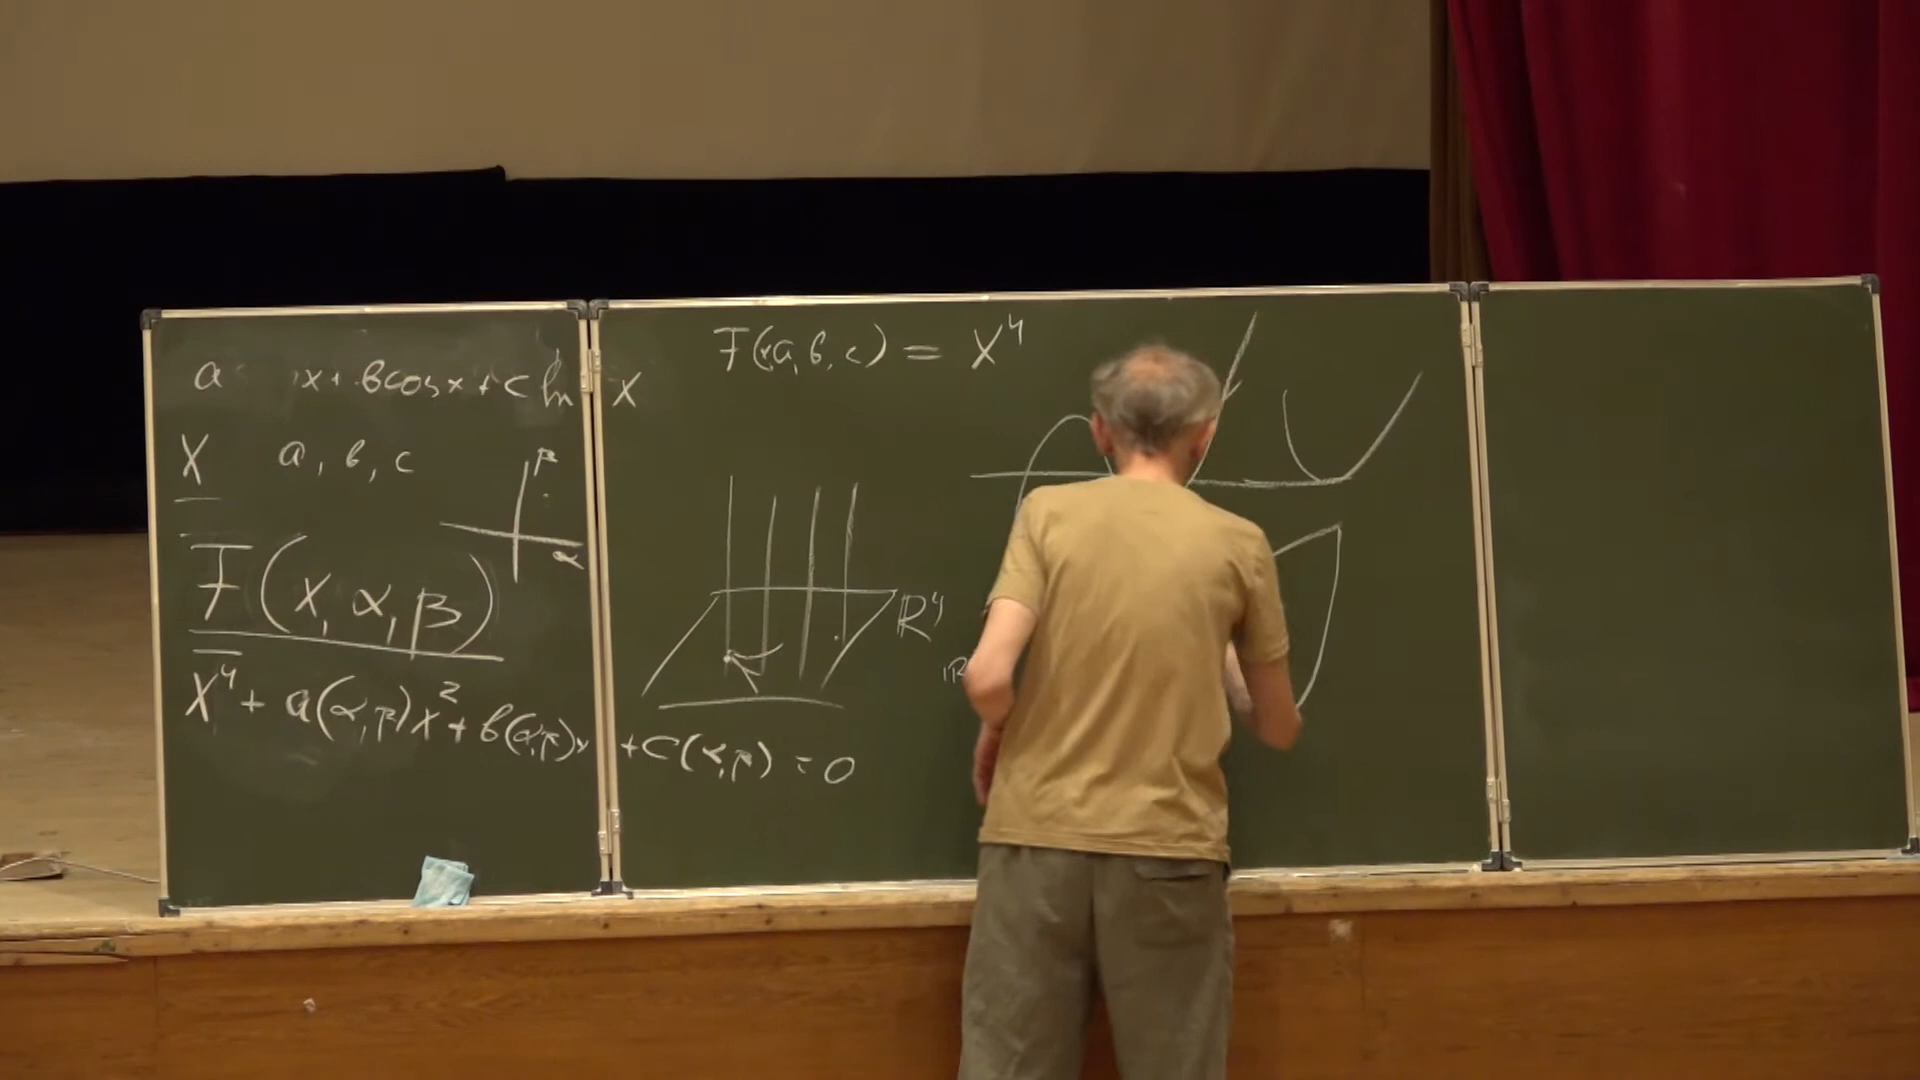 a x + b cos x + c ln x
X a, b, c
β
α
F(x, α, β)
X⁴ + a(α,β)x² + b(α,β)x + C(α,β) = 0
F(x,a,b,c) = X⁴
ℝ⁴
ℝ